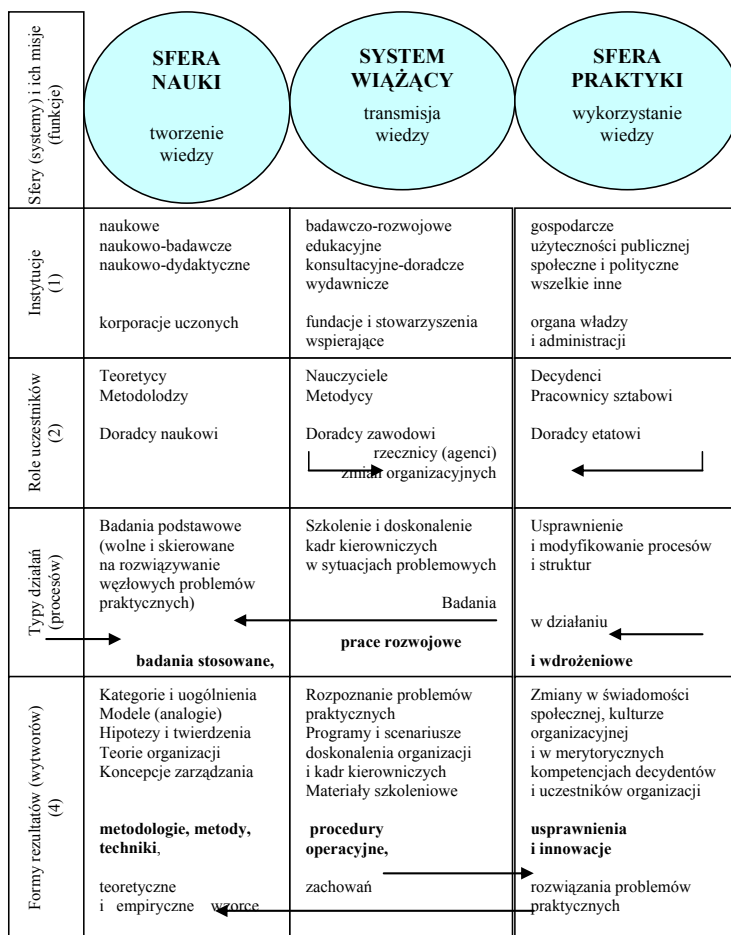 Sfery (systemy) i ich misje
(funkcje)
SFERA
NAUKI
tworzenie
wiedzy
SYSTEM
WIĄŻĄCY
transmisja
wiedzy
SFERA
PRAKTYKI
wykorzystanie
wiedzy
Instytucje
(1)
naukowe
naukowo-badawcze
naukowo-dydaktyczne
korporacje uczonych
badawczo-rozwojowe
edukacyjne
konsultacyjne-doradcze
wydawnicze
fundacje i stowarzyszenia
wspierające
gospodarcze
użyteczności publicznej
społeczne i polityczne
wszelkie inne
organa władzy
i administracji
Role uczestników
(2)
Teoretycy
Metodolodzy
Doradcy naukowi
Nauczyciele
Metodycy
Doradcy zawodowi
rzecznicy (agenci)
zmian organizacyjnych
Decydenci
Pracownicy sztabowi
Doradcy etatowi
Typy działań
(procesów)
Badania podstawowe
(wolne i skierowane
na rozwiązywanie
węzłowych problemów
praktycznych)
badania stosowane,
Szkolenie i doskonalenie
kadr kierowniczych
w sytuacjach problemowych
Badania
prace rozwojowe
Usprawnienie
i modyfikowanie procesów
i struktur
w działaniu
i wdrożeniowe
Formy rezultatów (wytworów)
(4)
Kategorie i uogólnienia
Modele (analogie)
Hipotezy i twierdzenia
Teorie organizacji
Koncepcje zarządzania
metodologie, metody,
techniki,
teoretyczne
i empiryczne wzorce
Rozpoznanie problemów
praktycznych
Programy i scenariusze
doskonalenia organizacji
i kadr kierowniczych
Materiały szkoleniowe
procedury
operacyjne,
zachowań
Zmiany w świadomości
społecznej, kulturze
organizacyjnej
i w merytorycznych
kompetencjach decydentów
i uczestników organizacji
usprawnienia
i innowacje
rozwiązania problemów
praktycznych